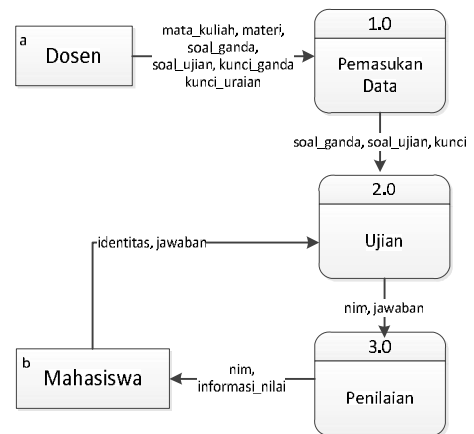 a
Dosen
mata_kuliah, materi,
soal_ganda,
soal_ujian, kunci_ganda
kunci_uraian
1.0
Pemasukan
Data
soal_ganda, soal_ujian, kunci
2.0
Ujian
identitas, jawaban
nim, jawaban
3.0
Penilaian
nim,
informasi_nilai
b
Mahasiswa